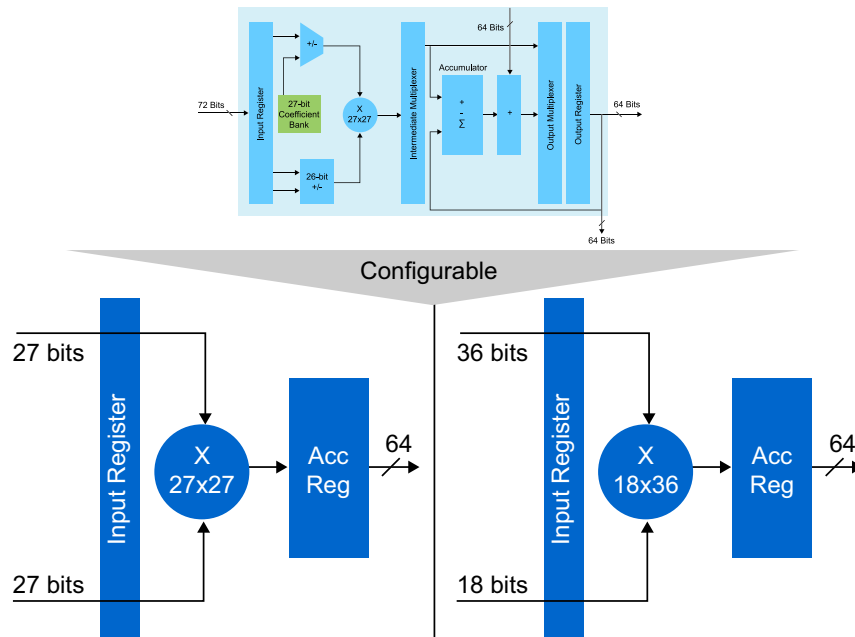 64 Bits
+/-
Accumulator
72 Bits
Input Register
27-bit
Coefficient
Bank
X
27x27
Intermediate Multiplexer
+
-
Σ
+
Output Multiplexer
Output Register
64 Bits
26-bit
+/-
64 Bits
Configurable
27 bits
Input Register
X
27x27
Acc
Reg
64
27 bits
36 bits
Input Register
X
18x36
Acc
Reg
64
18 bits